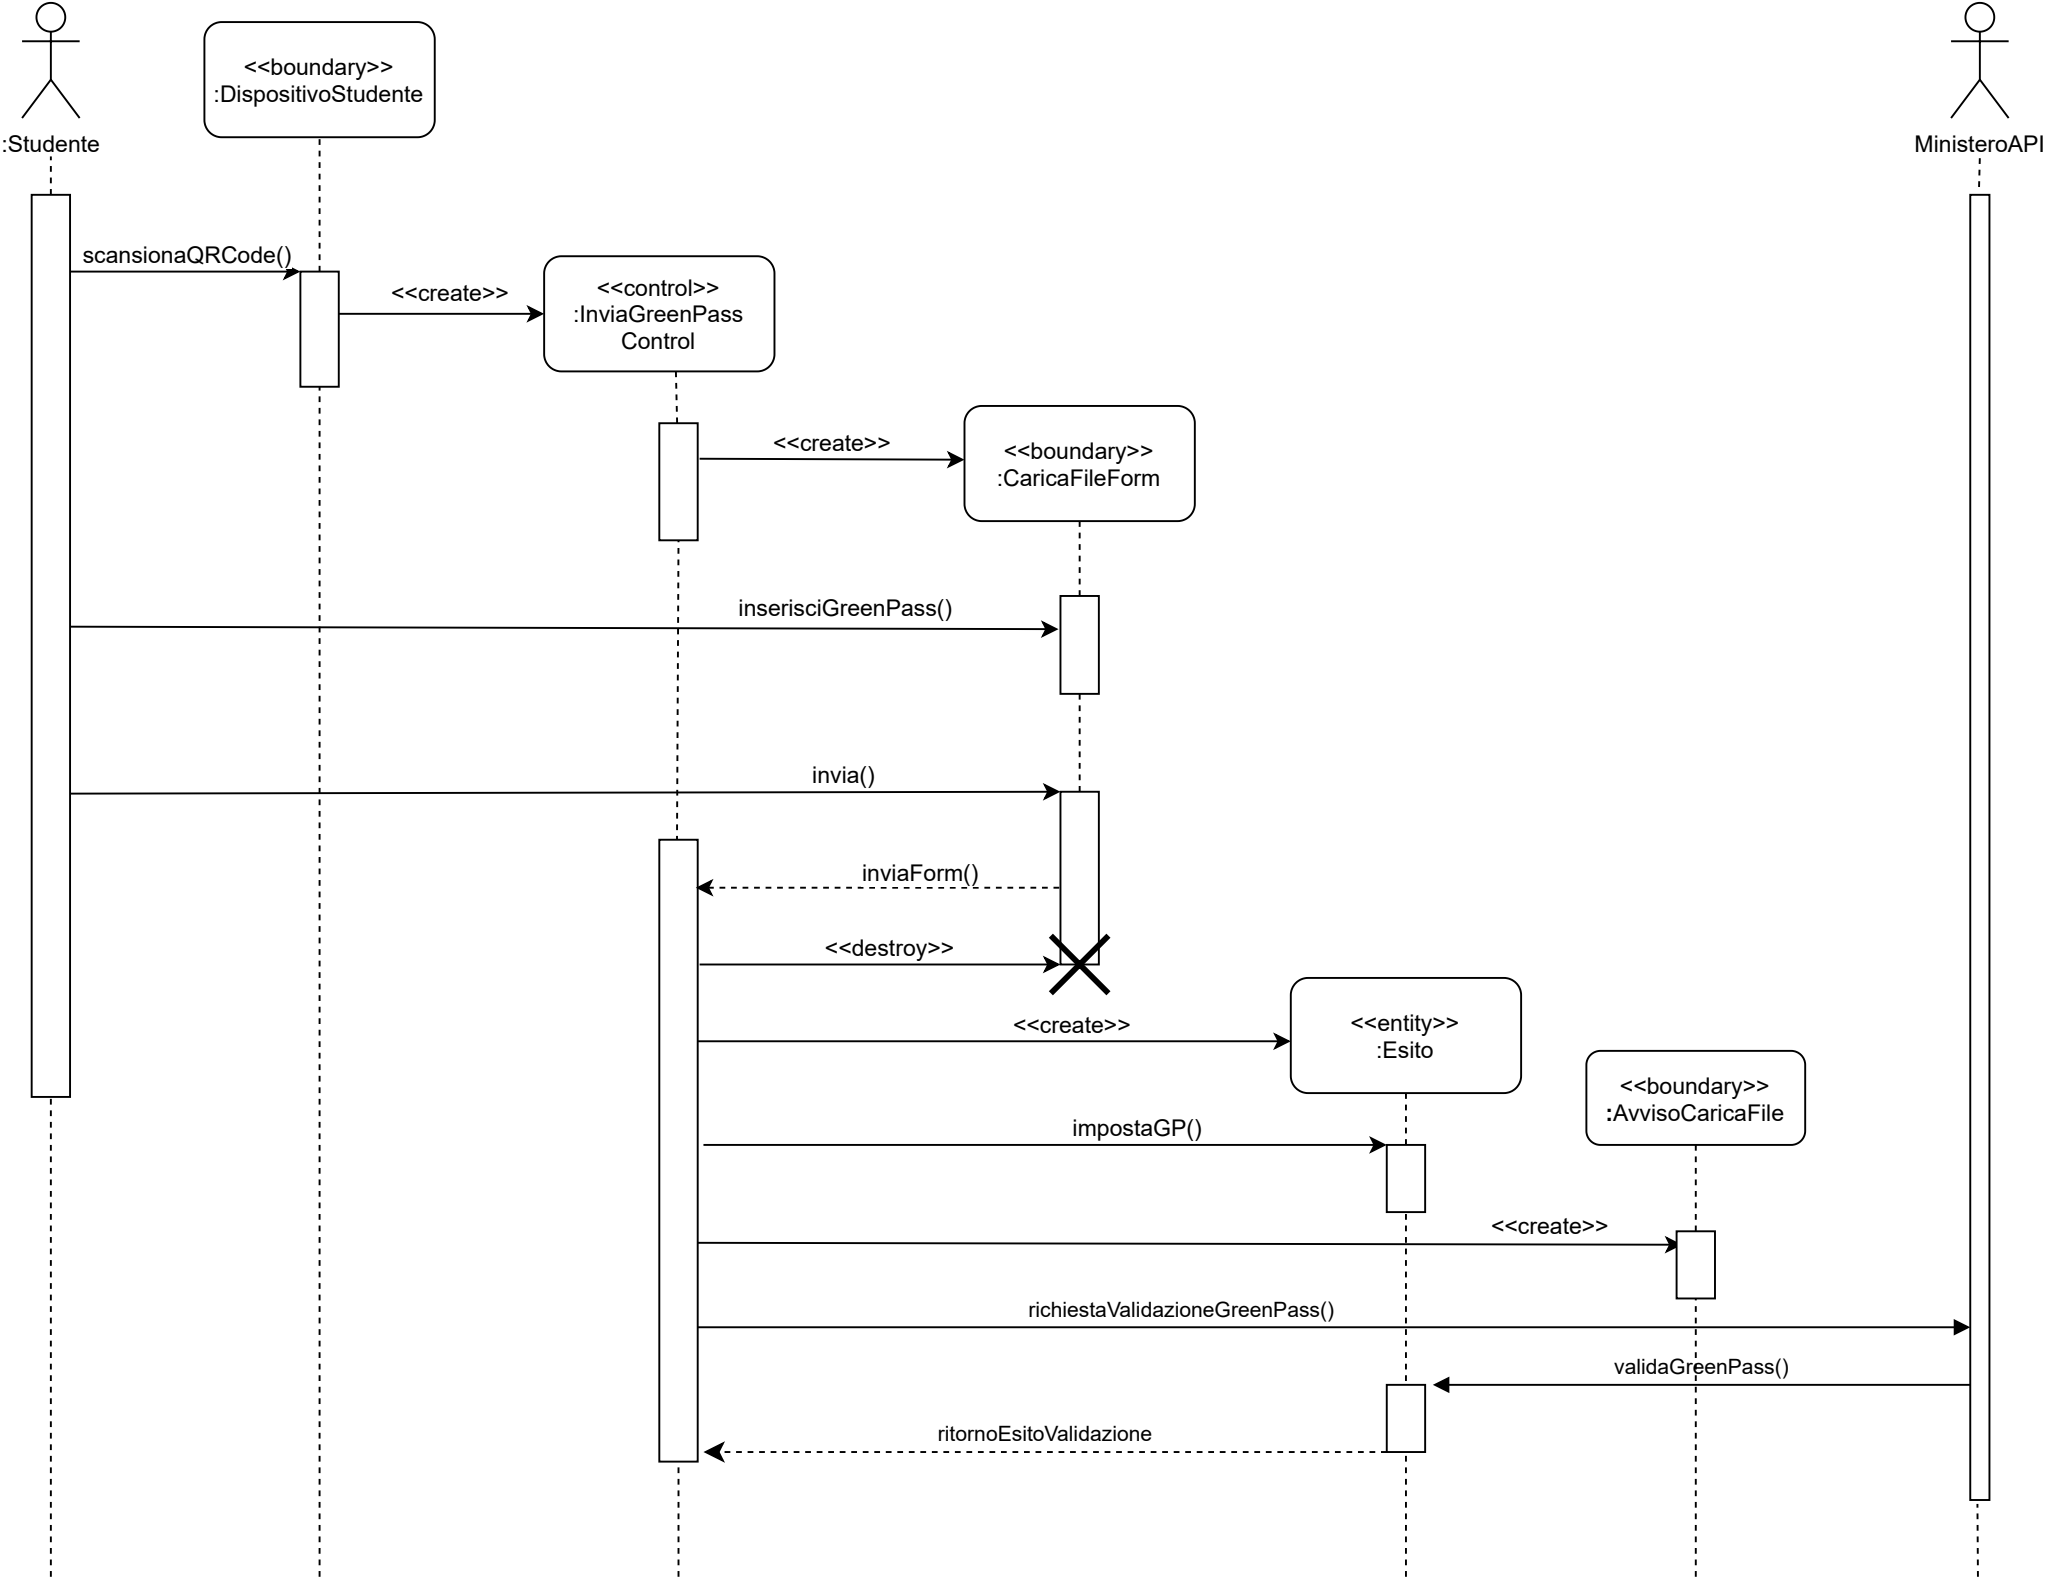 :Studente
<<boundary>>
:DispositivoStudente
MinisteroAPI
scansionaQRCode()
<<create>>
<<control>>
:InviaGreenPass
Control
<<create>>
<<boundary>>
:CaricaFileForm
inserisciGreenPass()
invia()
inviaForm()
<<destroy>>
<<create>>
<<entity>>
:Esito
<<boundary>>
:AvvisoCaricaFile
impostaGP()
<<create>>
richiestaValidazioneGreenPass()
validaGreenPass()
ritornoEsitoValidazione